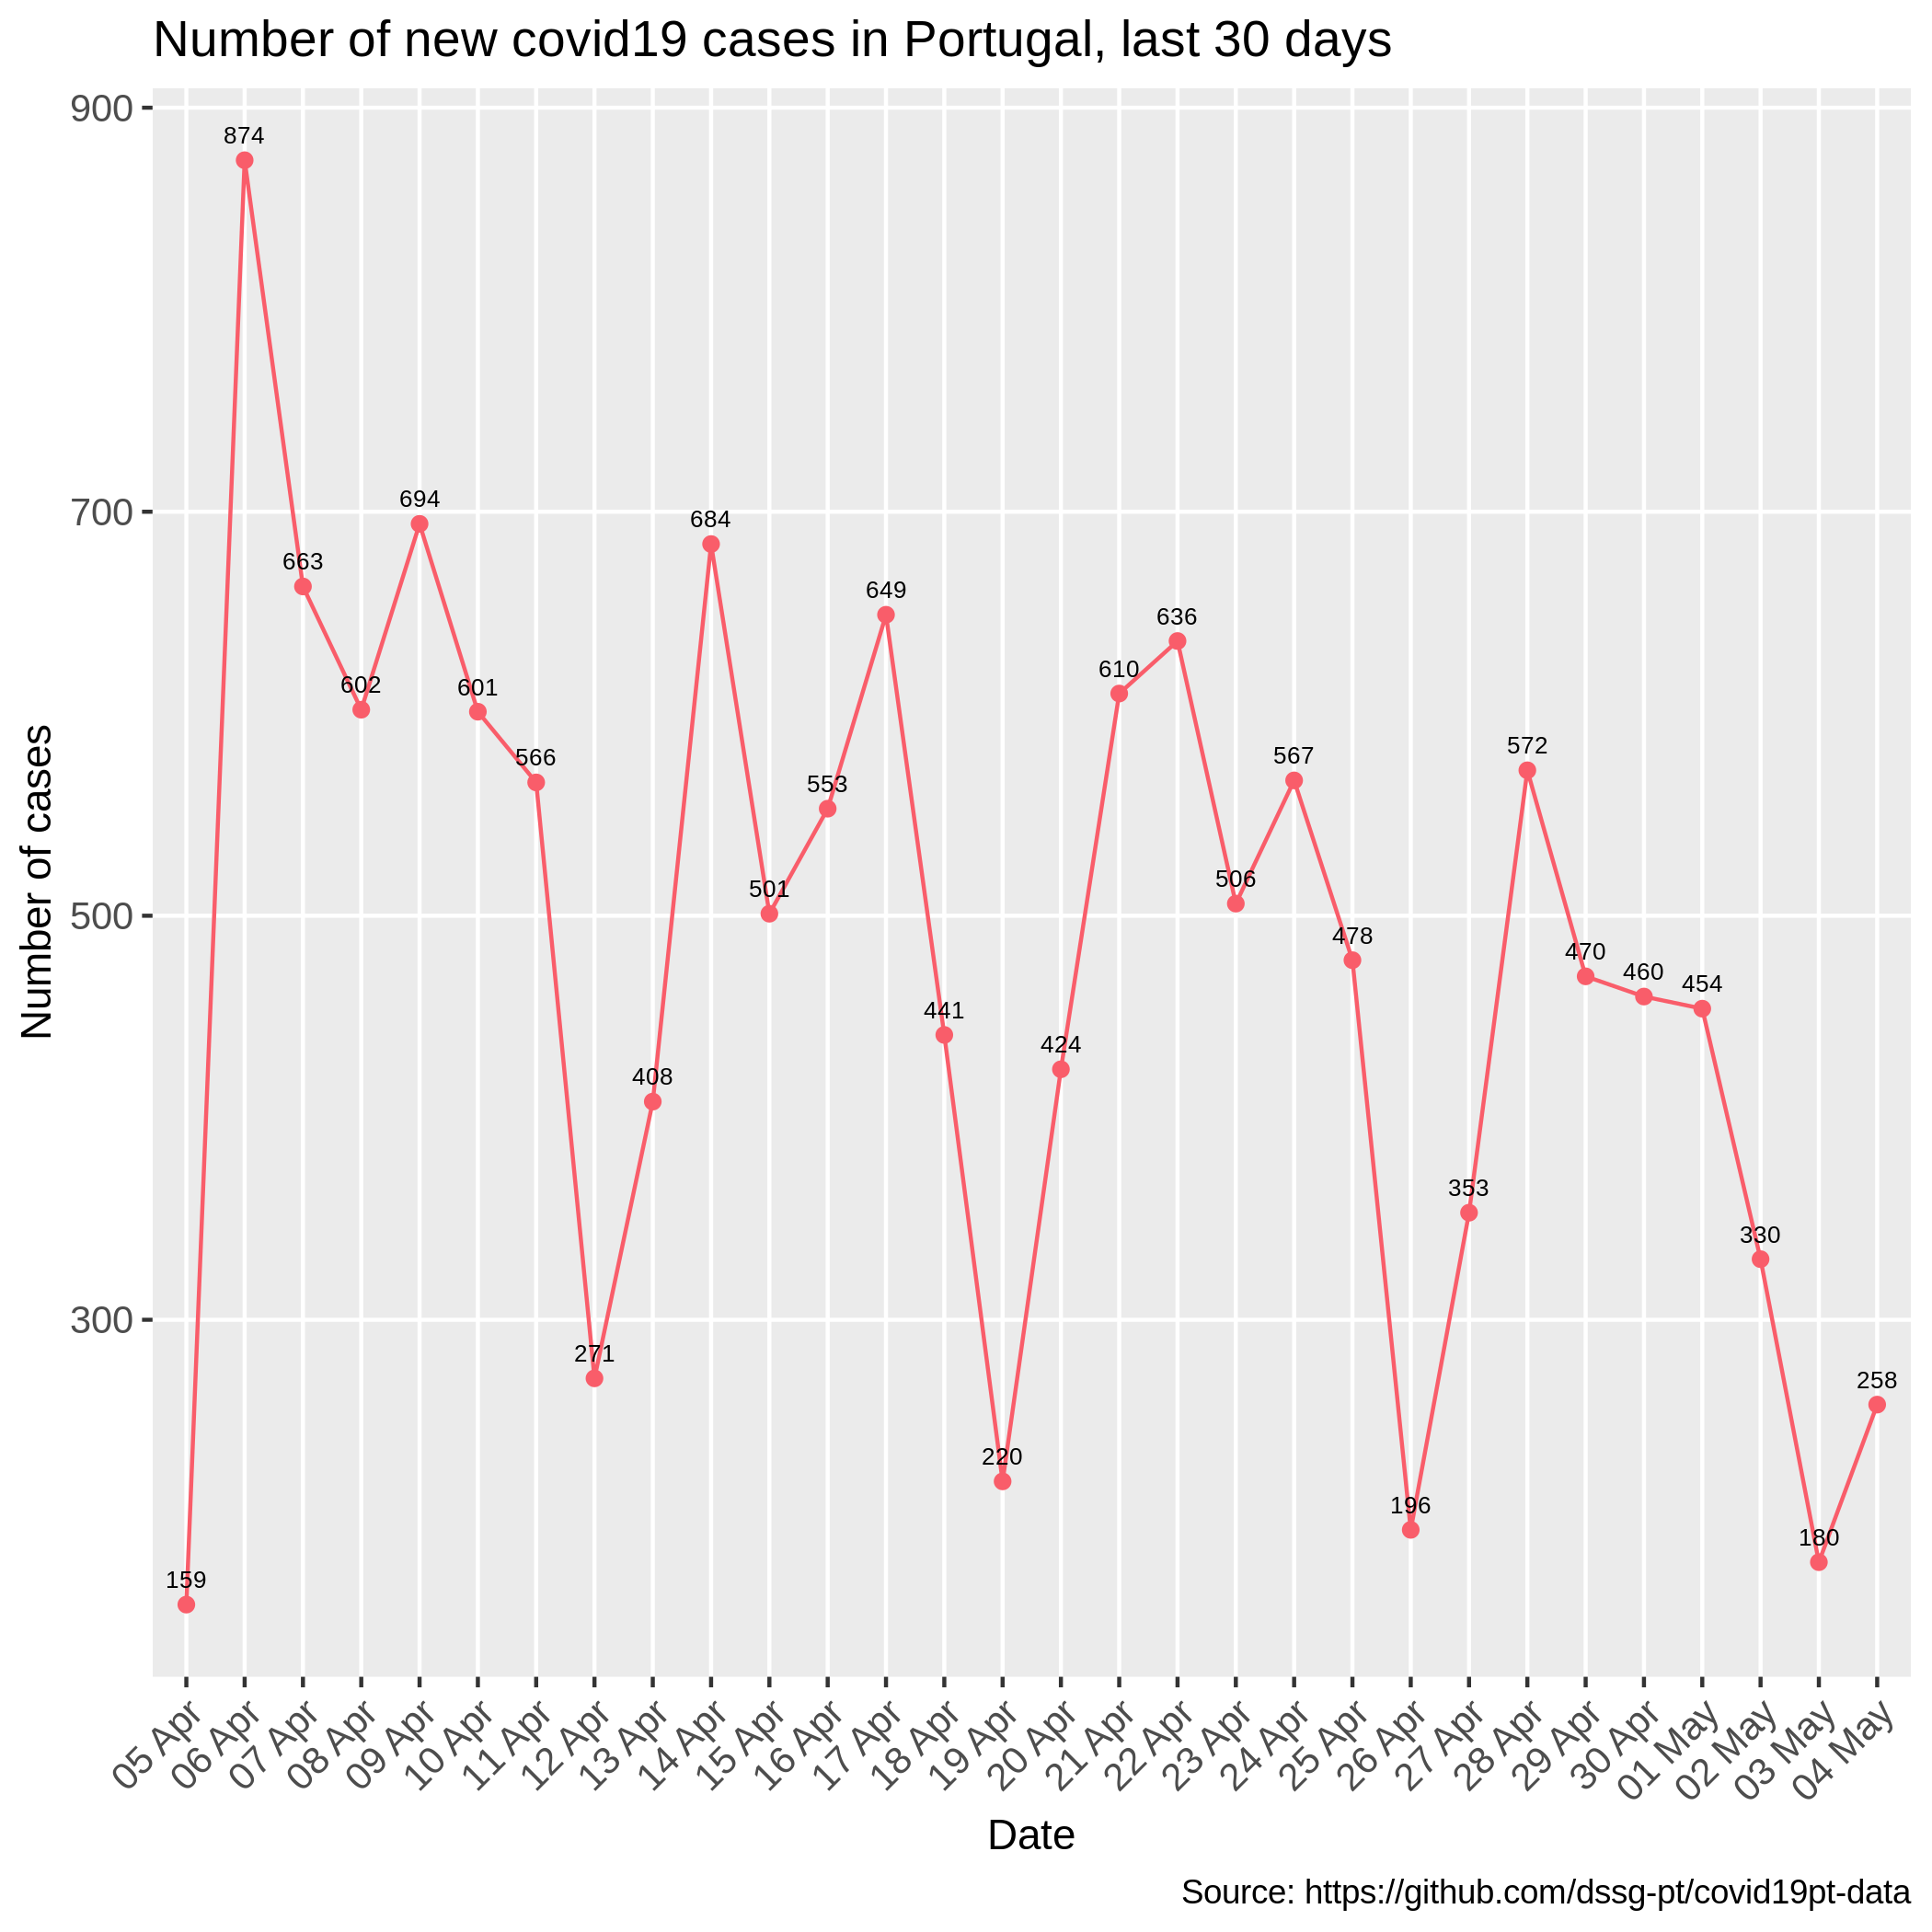 Number of new covid19 cases in Portugal, last 30 days
900
700
500
300
Number of cases
159
874
663
602
694
601
566
271
408
684
501
553
649
441
220
424
610
636
506
567
478
196
353
572
470
460
454
330
180
258
05 Apr
06 Apr
07 Apr
08 Apr
09 Apr
10 Apr
11 Apr
12 Apr
13 Apr
14 Apr
15 Apr
16 Apr
17 Apr
18 Apr
19 Apr
20 Apr
21 Apr
22 Apr
23 Apr
24 Apr
25 Apr
26 Apr
27 Apr
28 Apr
29 Apr
30 Apr
01 May
02 May
03 May
04 May
Date
Source: https://github.com/dssg-pt/covid19pt-data